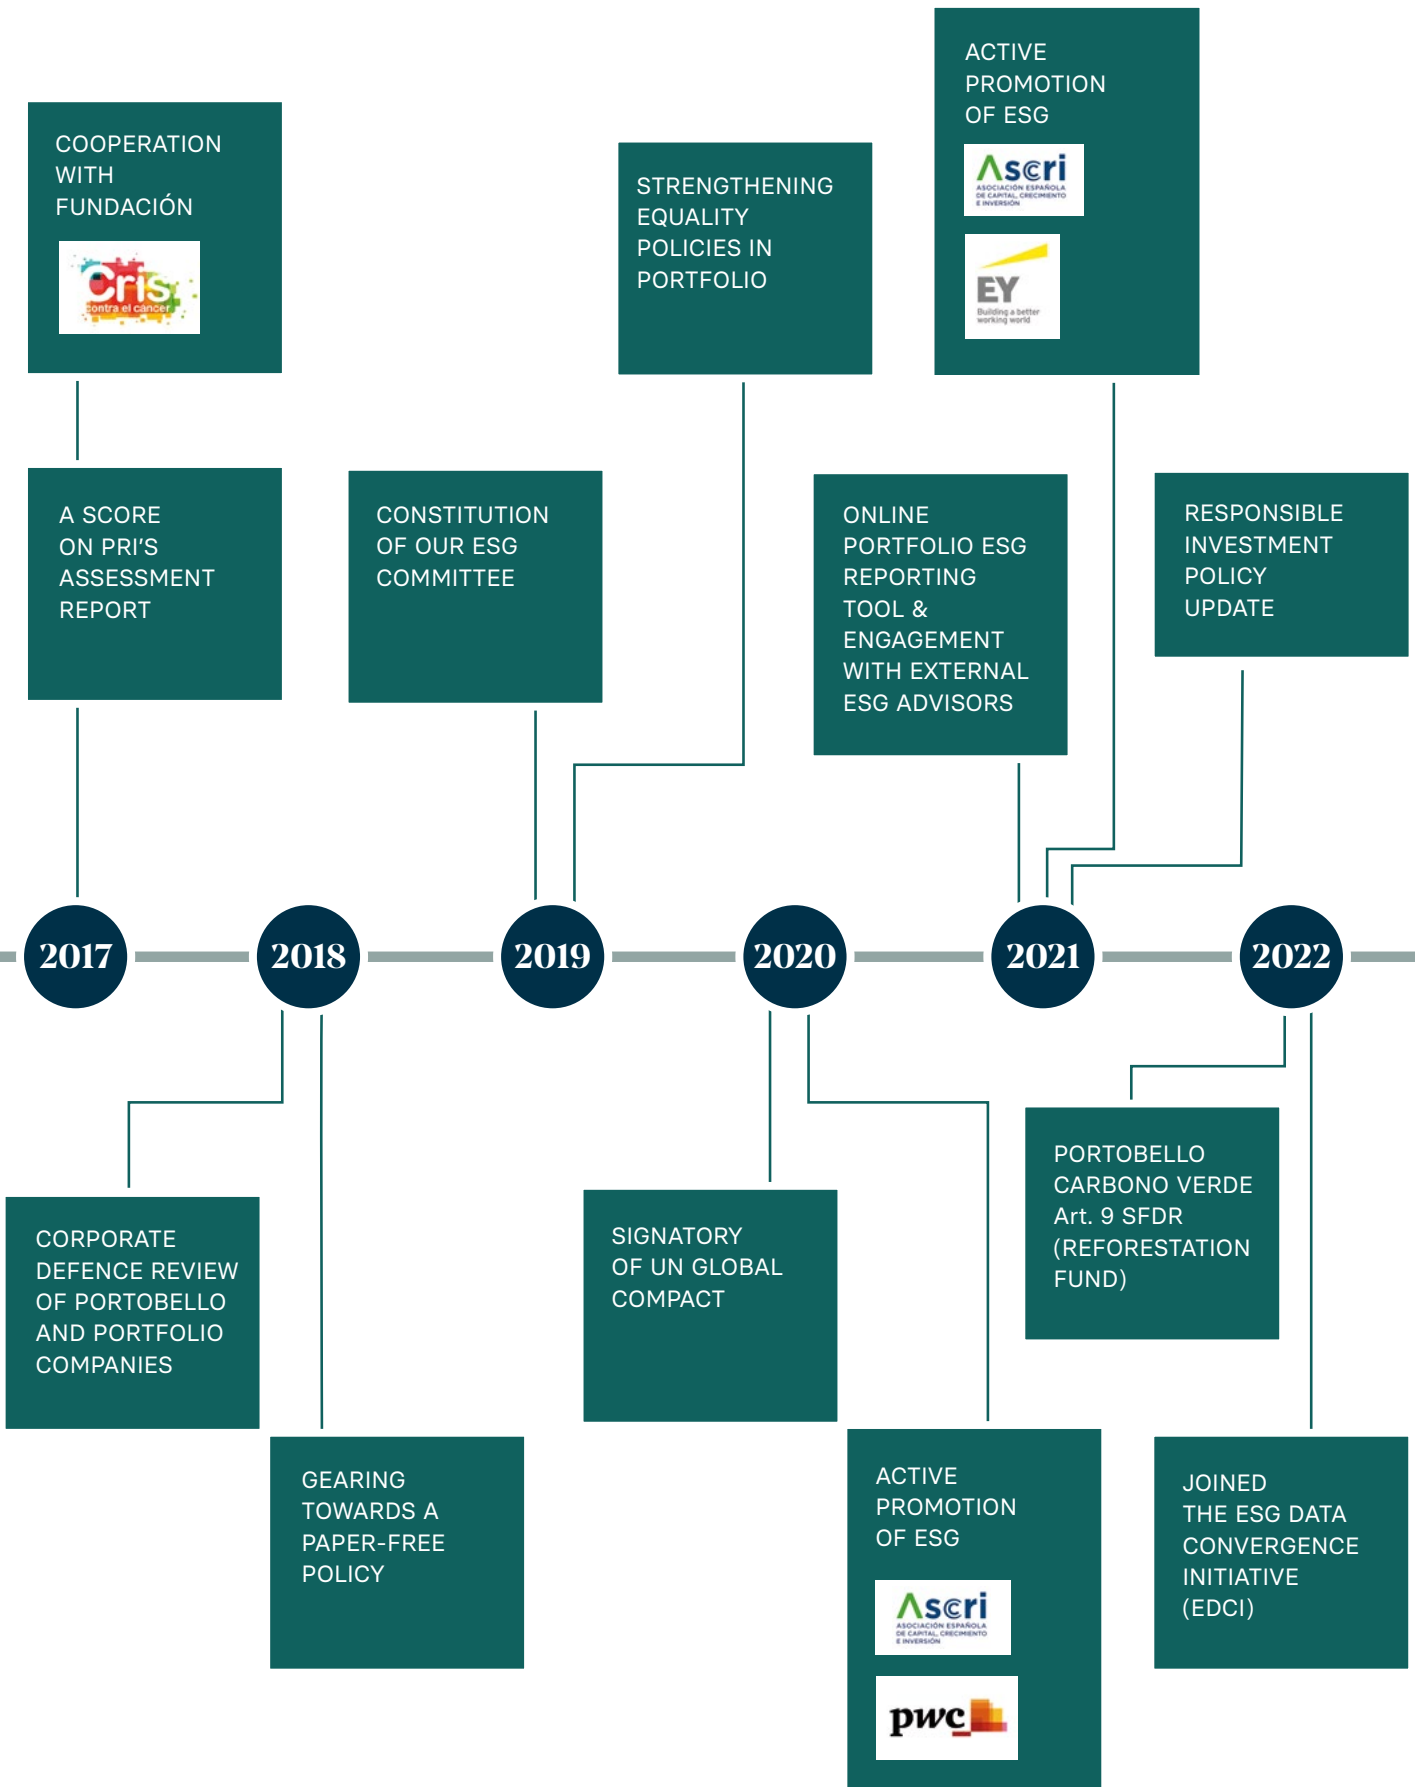 COOPERATION
WITH
FUNDACIÓN
Cris
contra el cáncer
A SCORE
ON PRI'S
ASSESSMENT
REPORT
CONSTITUTION
OF OUR ESG
COMMITTEE
STRENGTHENING
EQUALITY
POLICIES IN
PORTFOLIO
ACTIVE
PROMOTION
OF ESG
Ascri
ASOCIACIÓN ESPAÑOLA
DE CAPITAL, CRECIMIENTO
E INVERSIÓN
EY
Building a better
working world
ONLINE
PORTFOLIO ESG
REPORTING
TOOL &
ENGAGEMENT
WITH EXTERNAL
ESG ADVISORS
RESPONSIBLE
INVESTMENT
POLICY
UPDATE
2017
2018
2019
2020
2021
2022
CORPORATE
DEFENCE REVIEW
OF PORTOBELLO
AND PORTFOLIO
COMPANIES
GEARING
TOWARDS A
PAPER-FREE
POLICY
SIGNATORY
OF UN GLOBAL
COMPACT
ACTIVE
PROMOTION
OF ESG
Ascri
ASOCIACIÓN ESPAÑOLA
DE CAPITAL, CRECIMIENTO
E INVERSIÓN
pwc
PORTOBELLO
CARBONO VERDE
Art. 9 SFDR
(REFORESTATION
FUND)
JOINED
THE ESG DATA
CONVERGENCE
INITIATIVE
(EDCI)